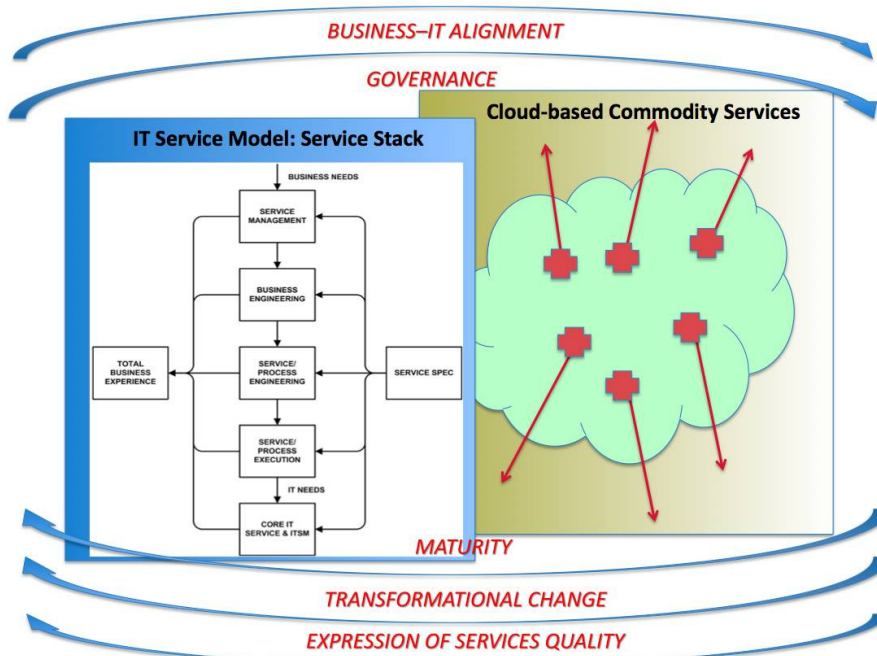 BUSINESS–IT ALIGNMENT
GOVERNANCE
Cloud-based Commodity Services
IT Service Model: Service Stack
BUSINESS NEEDS
SERVICE
MANAGEMENT
BUSINESS
ENGINEERING
TOTAL
BUSINESS
EXPERIENCE
SERVICE/
PROCESS
ENGINEERING
SERVICE SPEC
SERVICE/
PROCESS
EXECUTION
IT NEEDS
CORE IT
SERVICE & ITSM
MATURITY
TRANSFORMATIONAL CHANGE
EXPRESSION OF SERVICES QUALITY